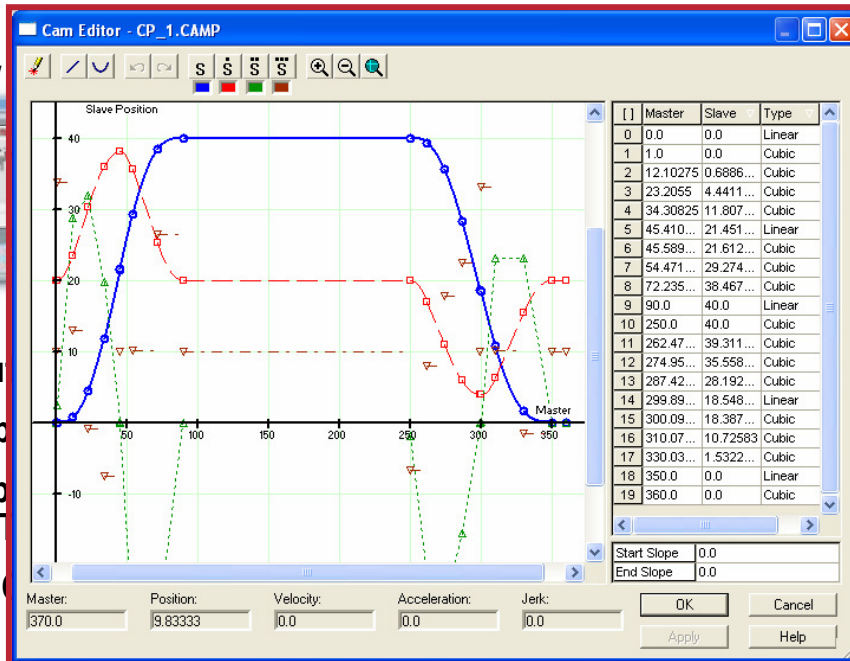 Cam Editor - CP_1.CAMP
S S S S
Slave Position
40
30
20
10
-10
50 100 150 200 250 300 350
Master
[ ] Master Slave Type
0 0.0 0.0 Linear
1 1.0 0.0 Cubic
2 12.10275 0.6886... Cubic
3 23.2055 4.4411... Cubic
4 34.30825 11.807... Cubic
5 45.410... 21.451... Linear
6 45.589... 21.612... Cubic
7 54.471... 29.274... Cubic
8 72.235... 38.467... Cubic
9 90.0 40.0 Linear
10 250.0 40.0 Cubic
11 262.47... 39.311... Cubic
12 274.95... 35.558... Cubic
13 287.42... 28.192... Cubic
14 299.89... 18.548... Linear
15 300.09... 18.387... Cubic
16 310.07... 10.72583 Cubic
17 330.03... 1.5322... Cubic
18 350.0 0.0 Linear
19 360.0 0.0 Cubic
Start Slope 0.0
End Slope 0.0
Master: Position: Velocity: Acceleration: Jerk:
370.0 9.83333 0.0 0.0 0.0
OK Cancel
Apply Help